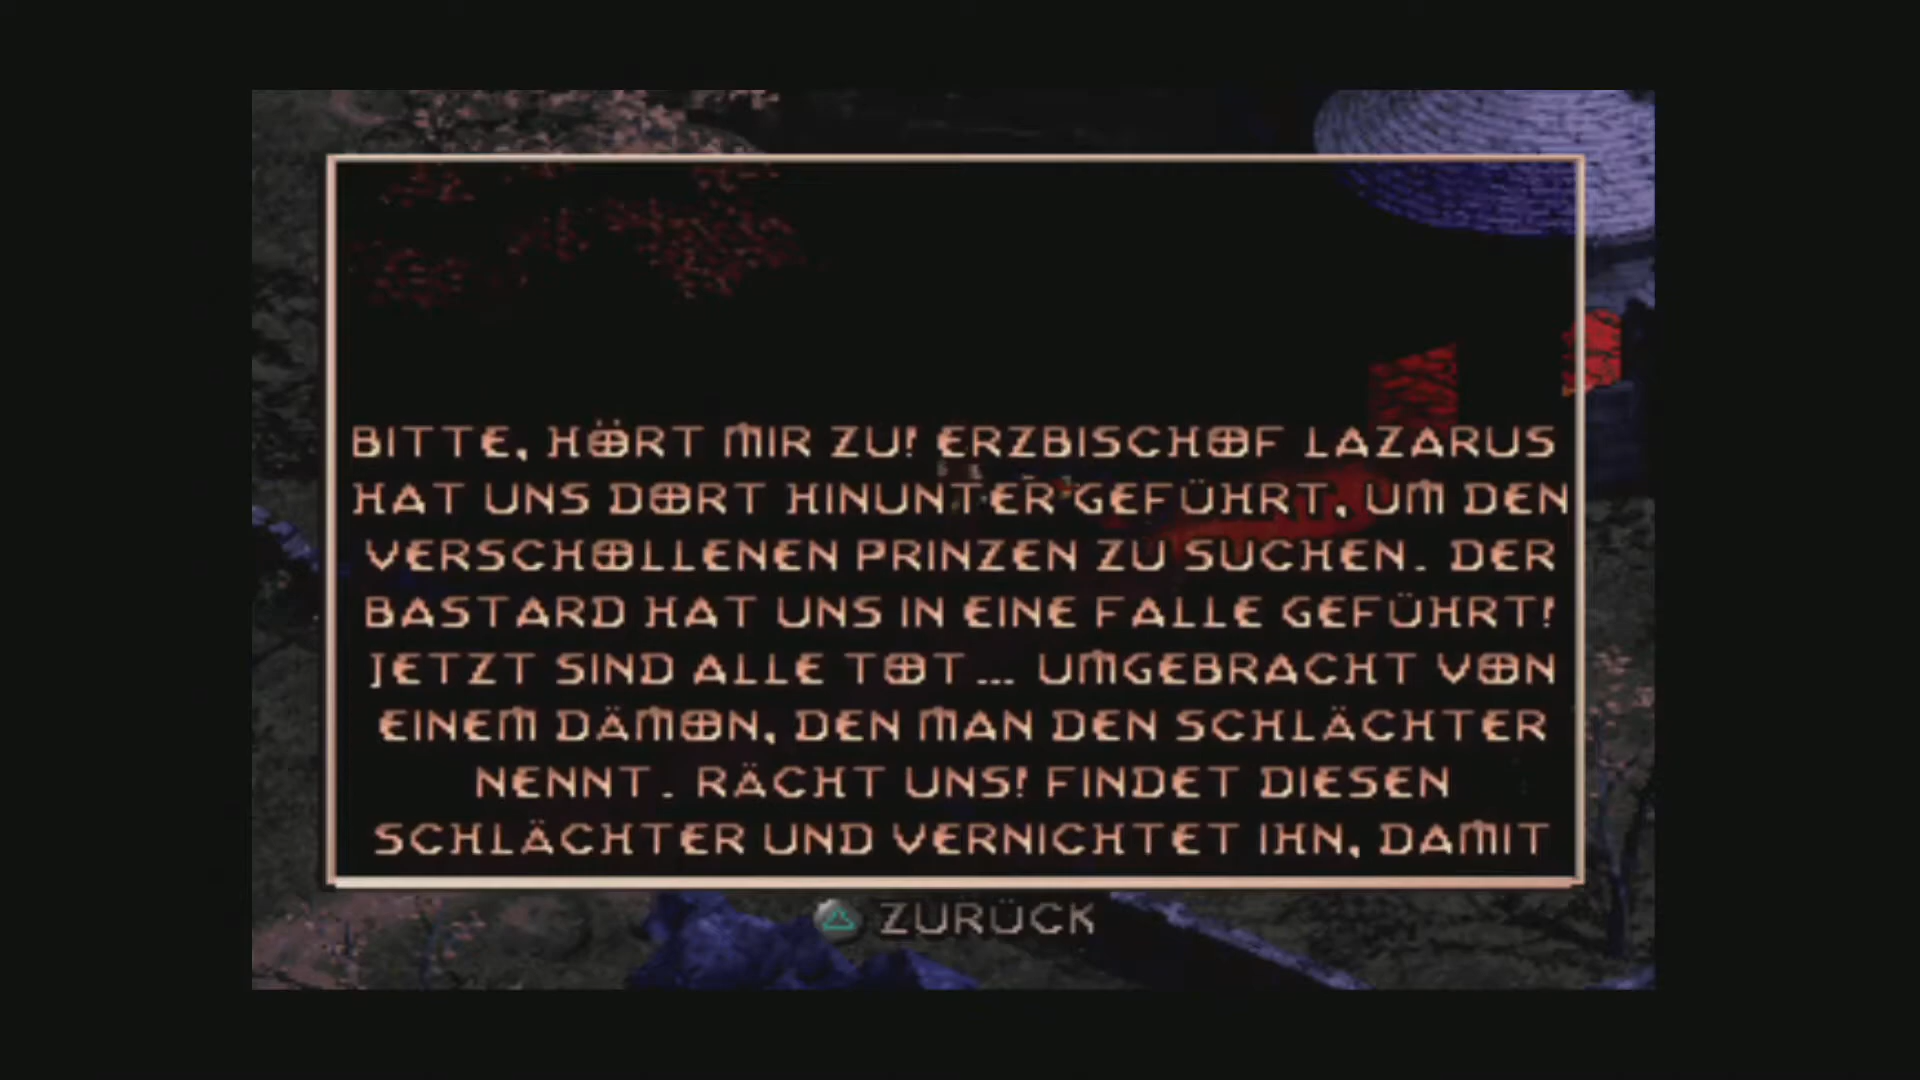 BITTE, HÖRT MIR ZU! ERZBISCHOF LAZARUS
HAT UNS DORT HINUNTER GEFÜHRT, UM DEN
VERSCHOLLENEN PRINZEN ZU SUCHEN. DER
BASTARD HAT UNS IN EINE FALLE GEFÜHRT!
JETZT SIND ALLE TOT... UMGEBRACHT VON
EINEM DÄMON, DEN MAN DEN SCHLÄCHTER
NENNT. RÄCHT UNS! FINDET DIESEN
SCHLÄCHTER UND VERNICHTET IHN, DAMIT
ZURÜCK